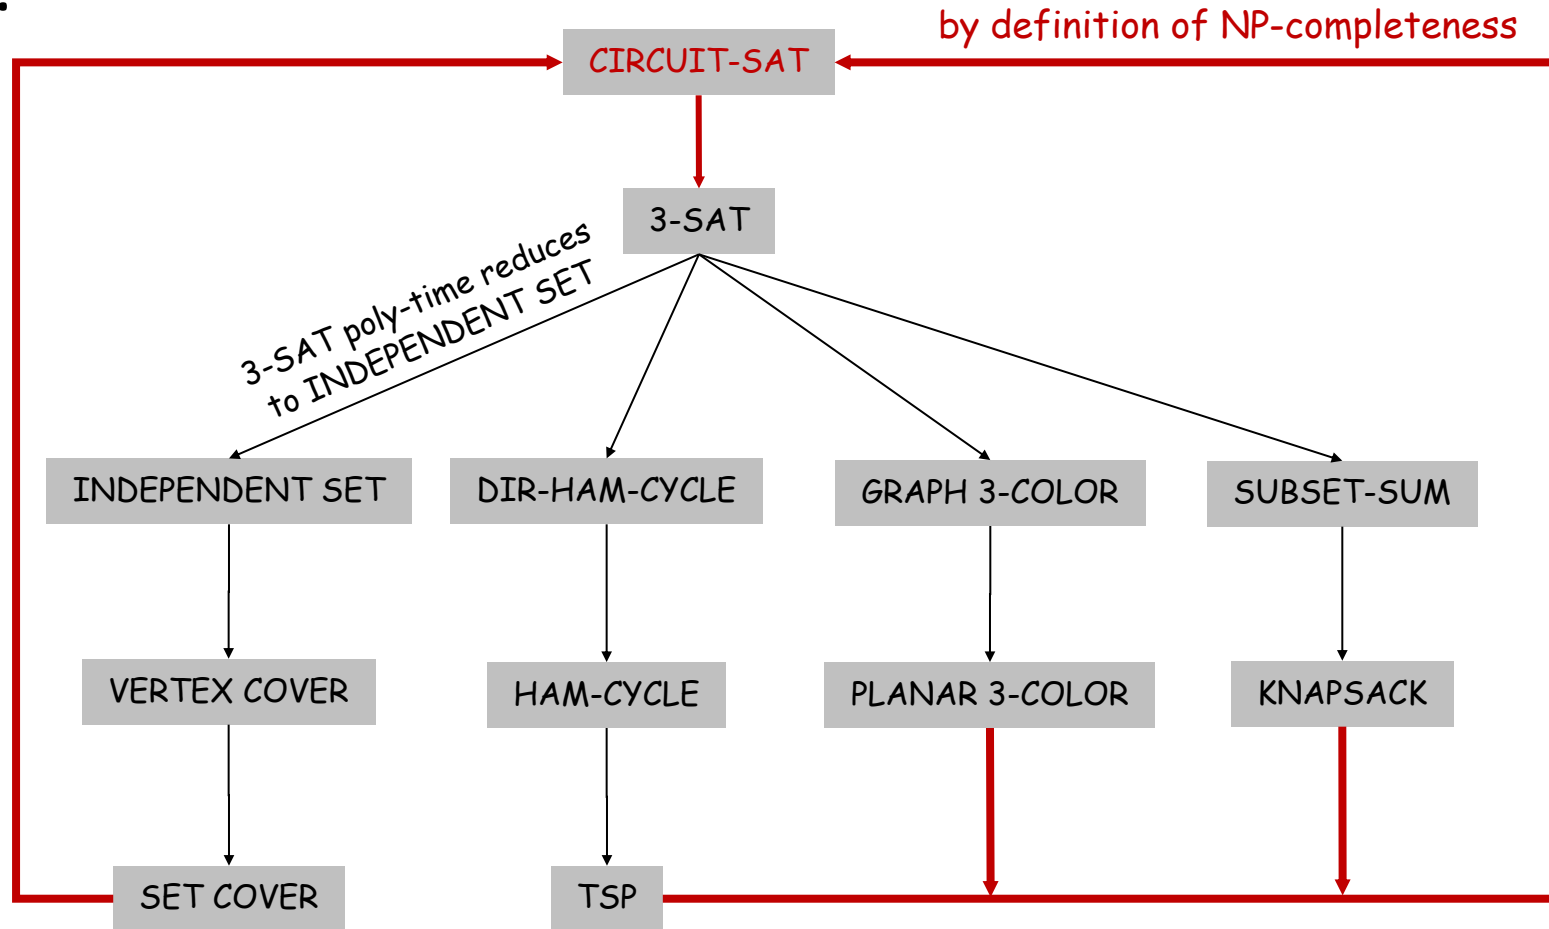 by definition of NP-completeness
CIRCUIT-SAT
3-SAT
3-SAT poly-time reduces
to INDEPENDENT SET
INDEPENDENT SET
DIR-HAM-CYCLE
GRAPH 3-COLOR
SUBSET-SUM
VERTEX COVER
HAM-CYCLE
PLANAR 3-COLOR
KNAPSACK
SET COVER
TSP